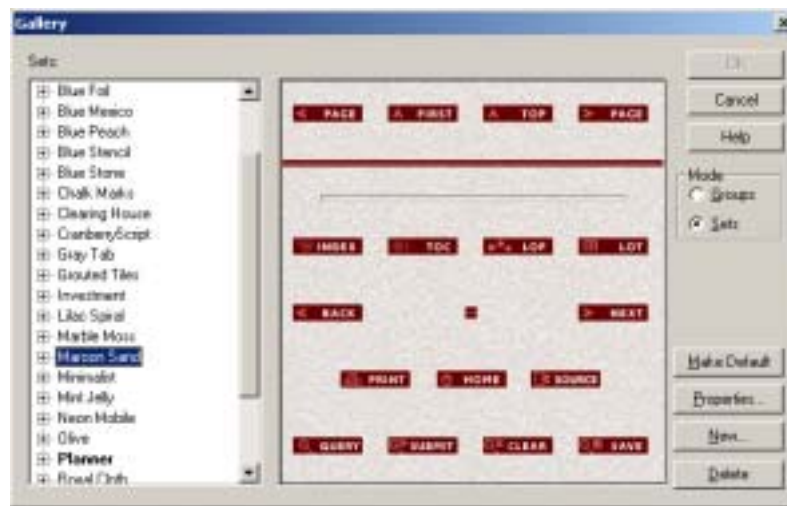 Gallery
Sets:
Blue Foil
Blue Mexico
Blue Peach
Blue Stencil
Blue Stone
Chalk Marks
Clearing House
CranberryScript
Gray Tab
Grouted Tiles
Investment
Lilac Spiral
Marble Moss
Maroon Sand
Minimalist
Mint Jelly
Neon Mobile
Olive
Planner
Royal Cloth
< PAGE FIRST TOP > PAGE
INDEX TOC LOF LOT
< BACK > NEXT
PRINT HOME SOURCE
QUERY SUBMIT CLEAR SAVE
OK
Cancel
Help
Mode
Groups
Sets
Make Default
Properties...
New...
Delete